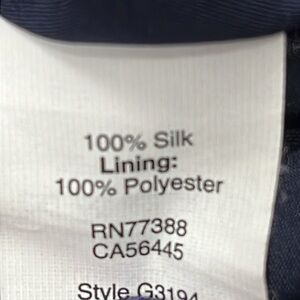 100% Silk
Lining:
100% Polyester
RN77388
CA56445
Style G3194